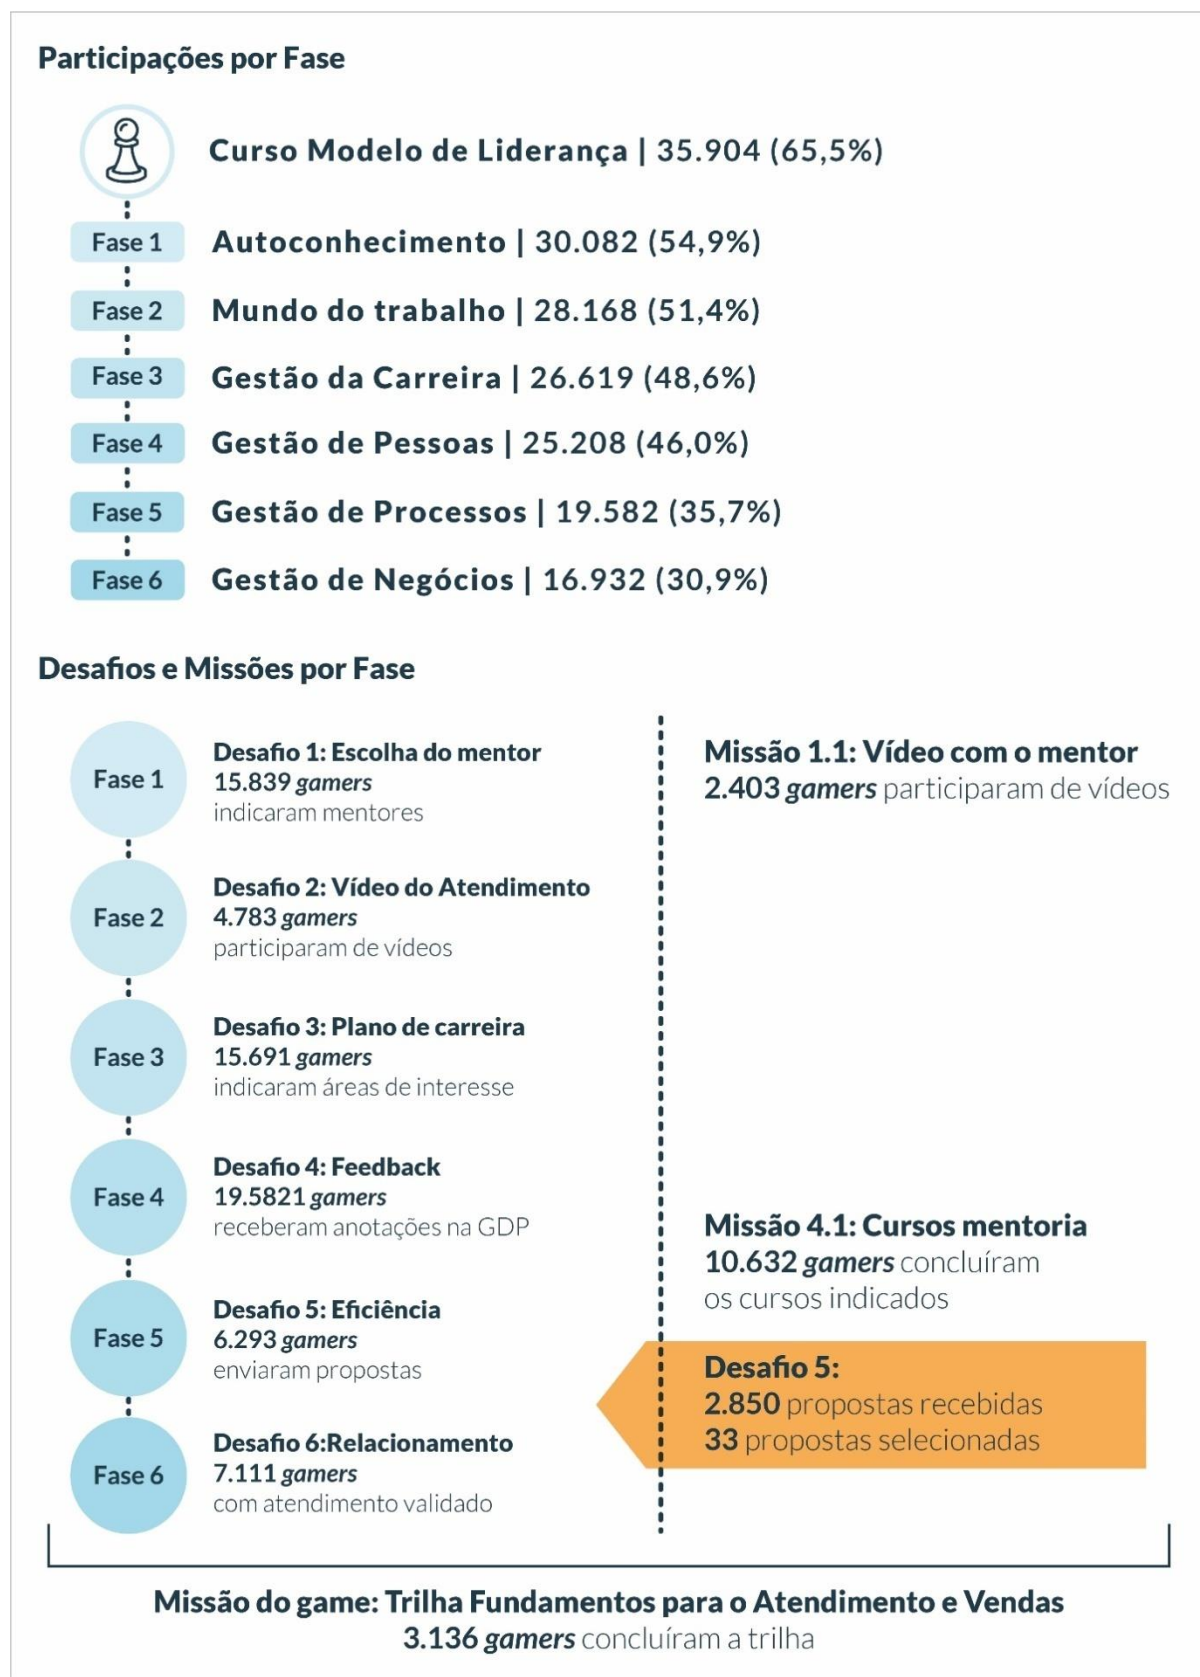 Participações por Fase
Curso Modelo de Liderança | 35.904 (65,5%)
Fase 1
Autoconhecimento | 30.082 (54,9%)
Fase 2
Mundo do trabalho | 28.168 (51,4%)
Fase 3
Gestão da Carreira | 26.619 (48,6%)
Fase 4
Gestão de Pessoas | 25.208 (46,0%)
Fase 5
Gestão de Processos | 19.582 (35,7%)
Fase 6
Gestão de Negócios | 16.932 (30,9%)
Desafios e Missões por Fase
Fase 1
Desafio 1: Escolha do mentor
15.839 gamers
indicaram mentores
Missão 1.1: Vídeo com o mentor
2.403 gamers participaram de vídeos
Fase 2
Desafio 2: Vídeo do Atendimento
4.783 gamers
participaram de vídeos
Fase 3
Desafio 3: Plano de carreira
15.691 gamers
indicaram áreas de interesse
Fase 4
Desafio 4: Feedback
19.5821 gamers
receberam anotações na GDP
Missão 4.1: Cursos mentoria
10.632 gamers concluíram
os cursos indicados
Fase 5
Desafio 5: Eficiência
6.293 gamers
enviaram propostas
Desafio 5:
2.850 propostas recebidas
33 propostas selecionadas
Fase 6
Desafio 6:Relacionamento
7.111 gamers
com atendimento validado
Missão do game: Trilha Fundamentos para o Atendimento e Vendas
3.136 gamers concluíram a trilha